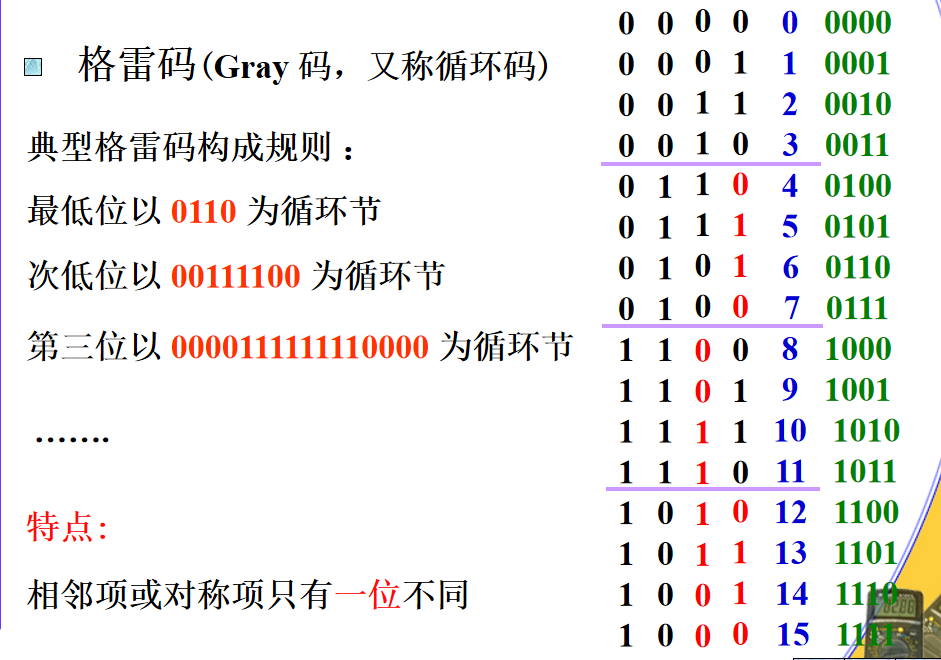 格雷码(Gray 码，又称循环码)
典型格雷码构成规则 ：
最低位以 0110 为循环节
次低位以 00111100 为循环节
第三位以 0000111111110000 为循环节
…….
特点:
相邻项或对称项只有一位不同
0 0 0 0 0 0000
0 0 0 1 1 0001
0 0 1 1 2 0010
0 0 1 0 3 0011
0 1 1 0 4 0100
0 1 1 1 5 0101
0 1 0 1 6 0110
0 1 0 0 7 0111
1 1 0 0 8 1000
1 1 0 1 9 1001
1 1 1 1 10 1010
1 1 1 0 11 1011
1 0 1 0 12 1100
1 0 1 1 13 1101
1 0 0 1 14 1110
1 0 0 0 15 1111